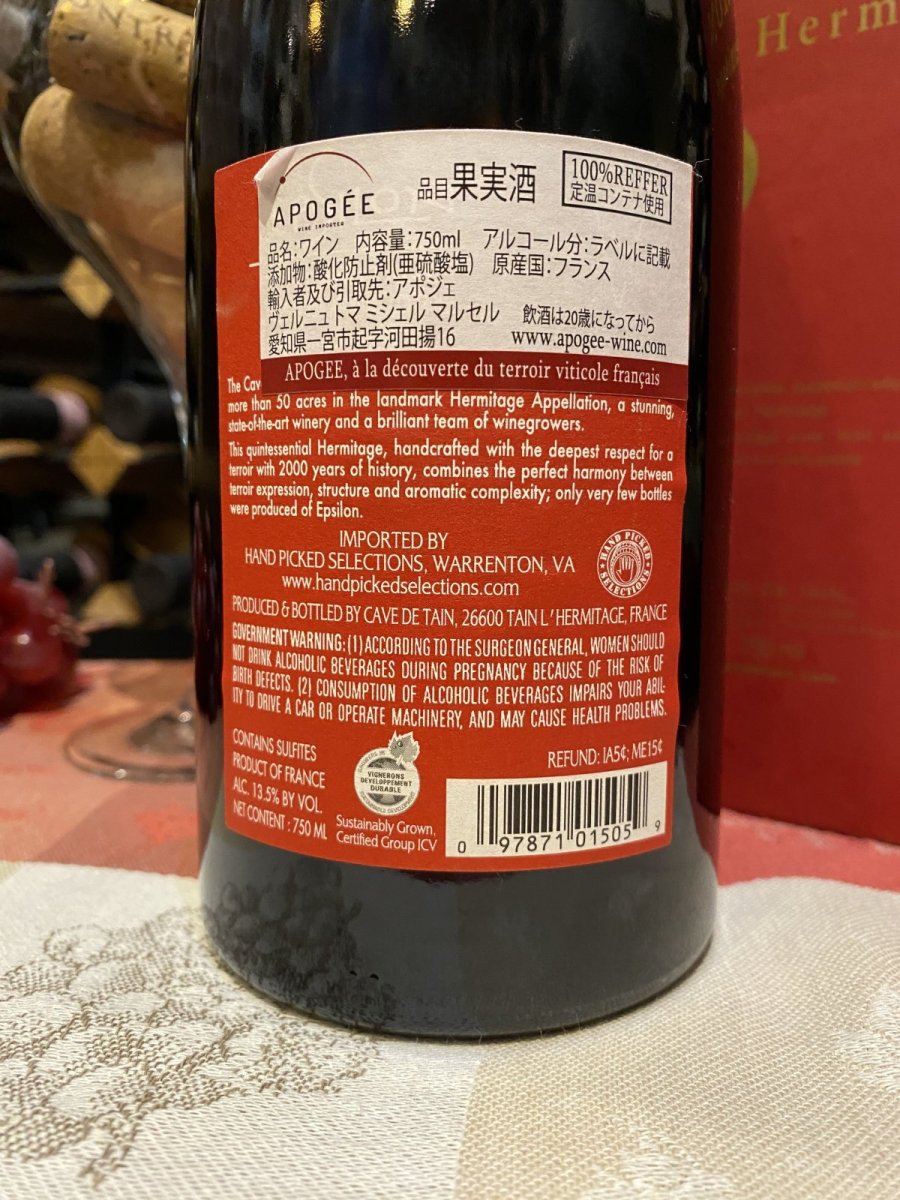 Herm
APOGÉE
WINE IMPORTER
品目果実酒
100%REFFER
定温コンテナ使用
品名:ワイン 内容量:750ml アルコール分:ラベルに記載
添加物:酸化防止剤(亜硫酸塩) 原産国:フランス
輸入者及び引取先:アポジェ
ヴェルニュトマ ミシェル マルセル 飲酒は20歳になってから
愛知県一宮市起字河田揚16 www.apogee-wine.com
APOGEE, à la découverte du terroir viticole français
The Cav
more than 50 acres in the landmark Hermitage Appellation, a stunning,
state-of-the-art winery and a brilliant team of winegrowers.
This quintessential Hermitage, handcrafted with the deepest respect for a
terroir with 2000 years of history, combines the perfect harmony between
terroir expression, structure and aromatic complexity; only very few bottles
were produced of Epsilon.
IMPORTED BY
HAND PICKED SELECTIONS, WARRENTON, VA
www.handpickedselections.com
HAND PICKED SELECTIONS
PRODUCED & BOTTLED BY CAVE DE TAIN, 26600 TAIN L'HERMITAGE, FRANCE
GOVERNMENT WARNING: (1) ACCORDING TO THE SURGEON GENERAL, WOMEN SHOULD
NOT DRINK ALCOHOLIC BEVERAGES DURING PREGNANCY BECAUSE OF THE RISK OF
BIRTH DEFECTS. (2) CONSUMPTION OF ALCOHOLIC BEVERAGES IMPAIRS YOUR ABIL-
ITY TO DRIVE A CAR OR OPERATE MACHINERY, AND MAY CAUSE HEALTH PROBLEMS.
CONTAINS SULFITES
PRODUCT OF FRANCE
ALC. 13.5% BY VOL.
NET CONTENT : 750 ML
VIGNERONS
DEVELOPPEMENT
DURABLE
Sustainably Grown,
Certified Group ICV
REFUND: IA5¢; ME15¢
0 97871 01505 9